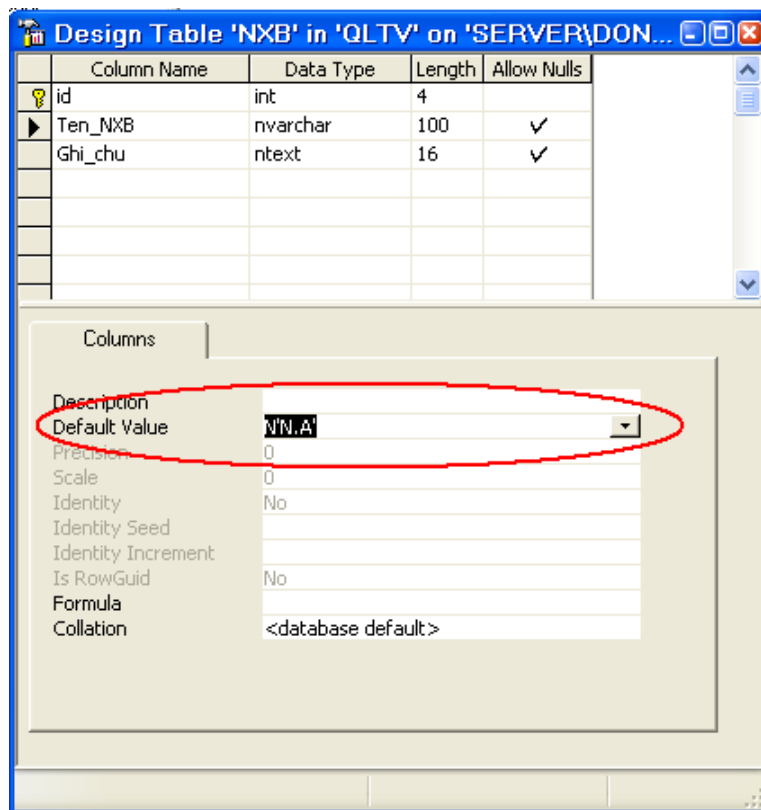 Design Table 'NXB' in 'QLTV' on 'SERVER\DON...
Column Name Data Type Length Allow Nulls
id int 4
Ten_NXB nvarchar 100
Ghi_chu ntext 16
Columns
Description
Default Value N'N.A'
Precision 0
Scale 0
Identity No
Identity Seed
Identity Increment
Is RowGuid No
Formula
Collation <database default>